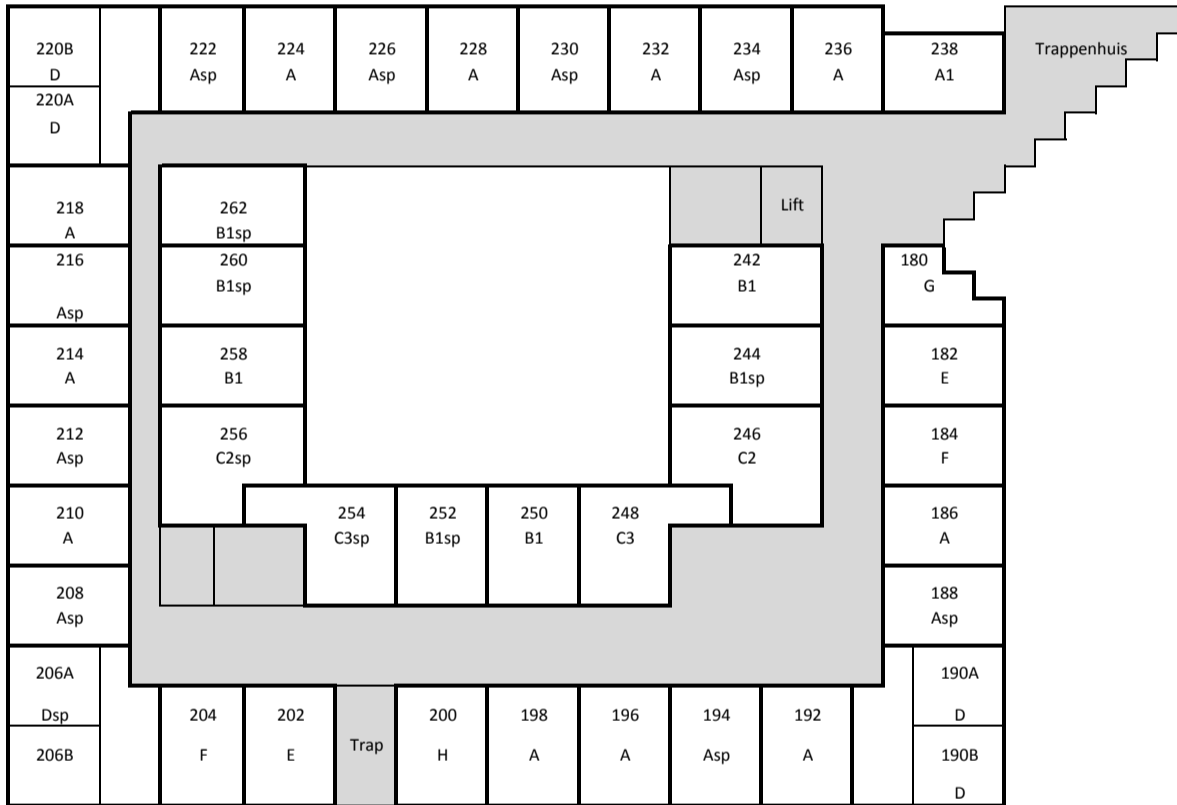 220B
D
220A
D
222
Asp
224
A
226
Asp
228
A
230
Asp
232
A
234
Asp
236
A
238
A1
Trappenhuis
218
A
262
B1sp
Lift
216
Asp
260
B1sp
242
B1
180
G
214
A
258
B1
244
B1sp
182
E
212
Asp
256
C2sp
246
C2
184
F
210
A
254
C3sp
252
B1sp
250
B1
248
C3
186
A
208
Asp
188
Asp
206A
Dsp
206B
204
F
202
E
Trap
200
H
198
A
196
A
194
Asp
192
A
190A
D
190B
D